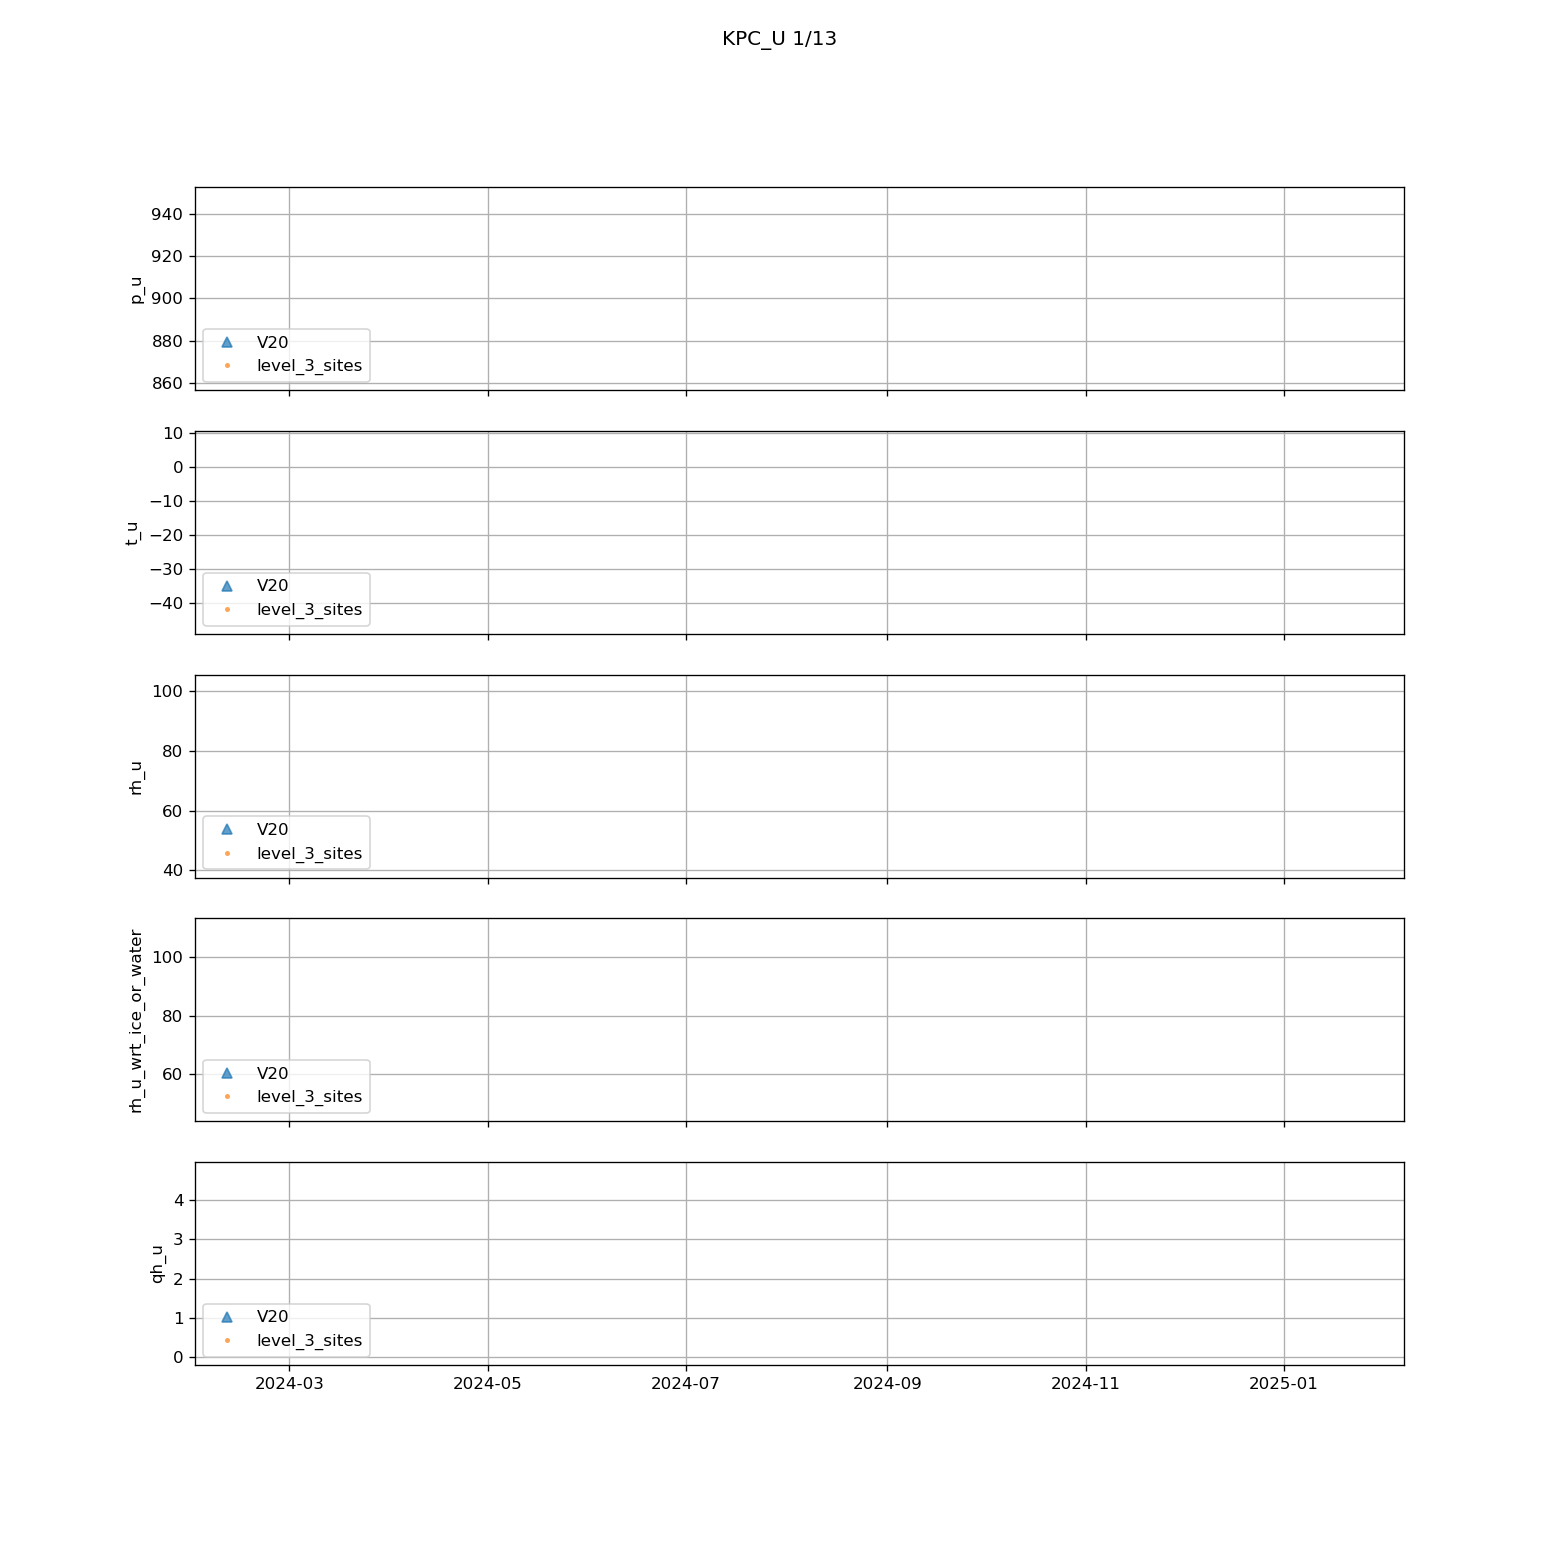 KPC_U 1/13
p_u
940
920
900
880
860
V20
level_3_sites
t_u
10
0
−10
−20
−30
−40
V20
level_3_sites
rh_u
100
80
60
40
V20
level_3_sites
rh_u_wrt_ice_or_water
100
80
60
V20
level_3_sites
qh_u
4
3
2
1
0
V20
level_3_sites
2024-03 2024-05 2024-07 2024-09 2024-11 2025-01